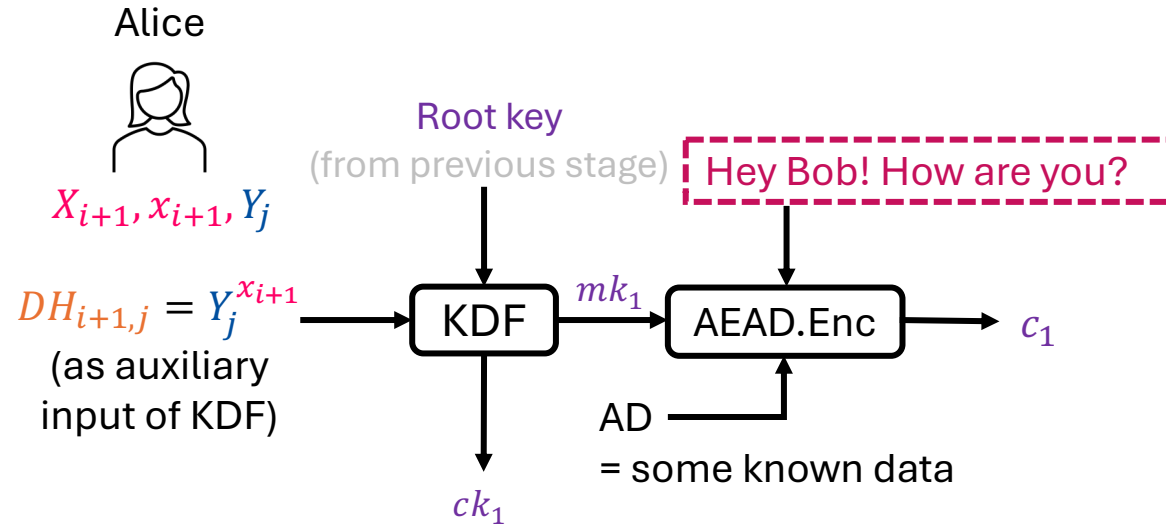 Alice
Root key
(from previous stage)
Hey Bob! How are you?
X_{i+1}, x_{i+1}, Y_j
DH_{i+1,j} = Y_j^{x_{i+1}}
(as auxiliary
input of KDF)
KDF
mk_1
AEAD.Enc
c_1
AD
= some known data
ck_1